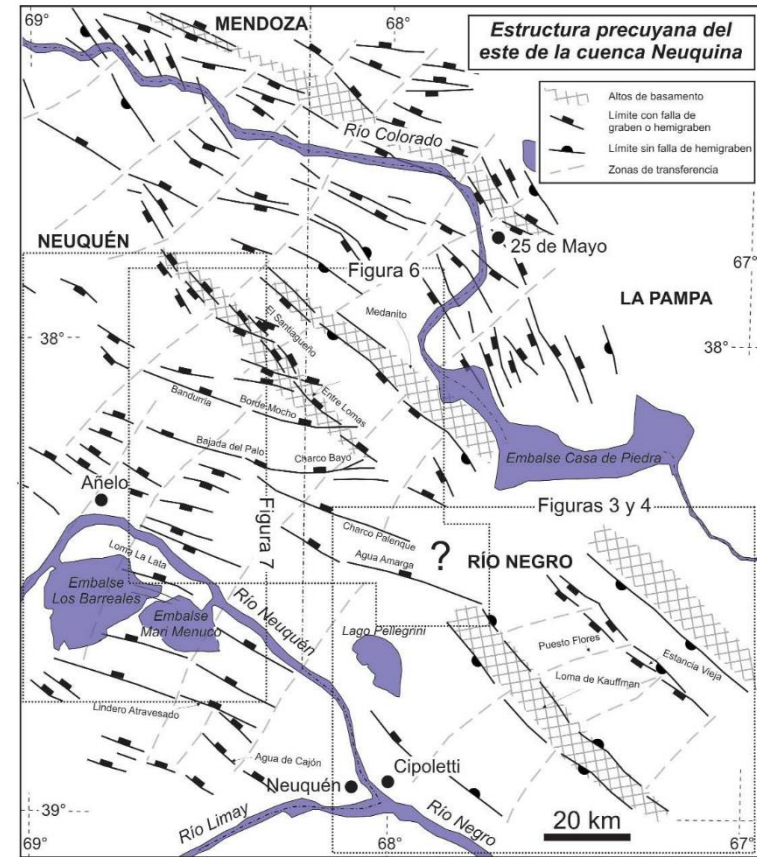 69°
MENDOZA
68°
Estructura precuyana del
este de la cuenca Neuquina
Altos de basamento
Límite con falla de
graben o hemigraben
Límite sin falla de hemigraben
Zonas de transferencia
Río Colorado
NEUQUÉN
25 de Mayo
67°
Figura 6
LA PAMPA
Medanito
38°
38°
El Santiagueño
Entre Lomas
Bandurria
Borde Mocho
Bajada del Palo
Charco Bayo
Embalse Casa de Piedra
Añelo
Figura 7
Figuras 3 y 4
Charco Palenque
?
Agua Amarga
RÍO NEGRO
Loma La Lata
Embalse
Los Barreales
Embalse
Mari Menuco
Río Neuquén
Lago Pellegrini
Puesto Flores
Estancia Vieja
Loma de Kauffman
Lindero Atravesado
Agua de Cajón
Neuquén
Cipoletti
39°
Río Limay
Río Negro
20 km
69°
68°
67°